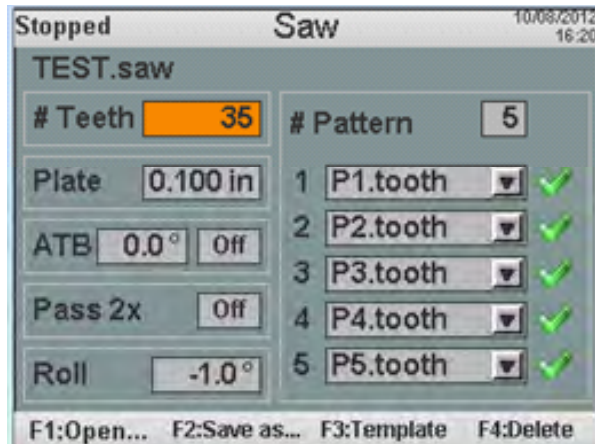 Stopped Saw 10/08/2012
16:20
TEST.saw
# Teeth 35
Plate 0.100 in
ATB 0.0° Off
Pass 2x Off
Roll -1.0°
# Pattern 5
1 P1.tooth
2 P2.tooth
3 P3.tooth
4 P4.tooth
5 P5.tooth
F1:Open... F2:Save as... F3:Template F4:Delete